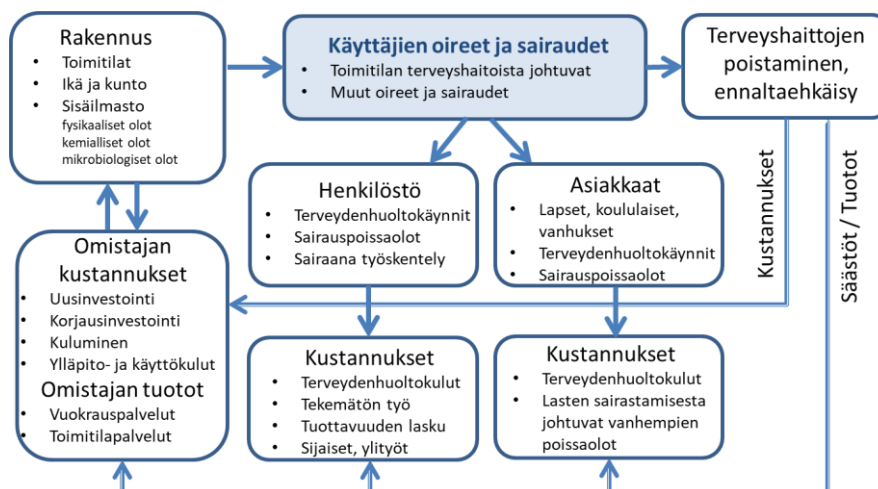 Rakennus
• Toimitilat
• Ikä ja kunto
• Sisäilmasto
fysikaaliset olot
kemialliset olot
mikrobiologiset olot
Käyttäjien oireet ja sairaudet
• Toimitilan terveyshaitoista johtuvat
• Muut oireet ja sairaudet
Terveyshaittojen
poistaminen,
ennaltaehkäisy
Henkilöstö
• Terveydenhuoltokäynnit
• Sairauspoissaolot
• Sairaana työskentely
Asiakkaat
• Lapset, koululaiset,
vanhukset
• Terveydenhuoltokäynnit
• Sairauspoissaolot
Kustannukset
Säästöt / Tuotot
Omistajan
kustannukset
• Uusinvestointi
• Korjausinvestointi
• Kuluminen
• Ylläpito- ja käyttökulut
Omistajan tuotot
• Vuokrauspalvelut
• Toimitilapalvelut
Kustannukset
• Terveydenhuoltokulut
• Tekemätön työ
• Tuottavuuden lasku
• Sijaiset, ylityöt
Kustannukset
• Terveydenhuoltokulut
• Lasten sairastamisesta
johtuvat vanhempien
poissaolot